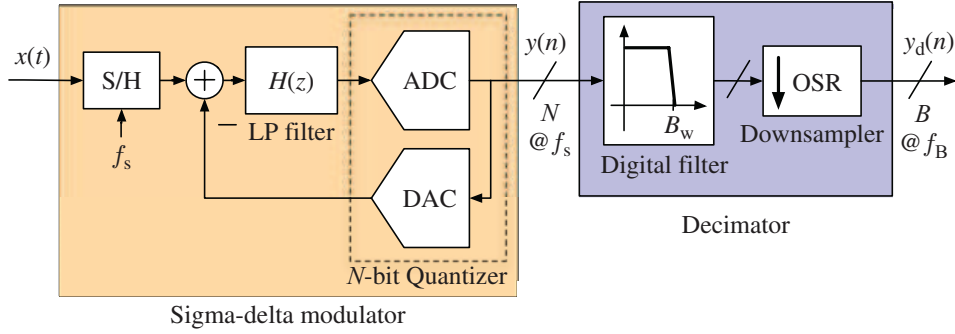 x(t)
S/H
f_s
+
−
H(z)
LP filter
ADC
DAC
N-bit Quantizer
Sigma-delta modulator
y(n)
N
@ f_s
B_w
Digital filter
OSR
Downsampler
Decimator
y_d(n)
B
@ f_B